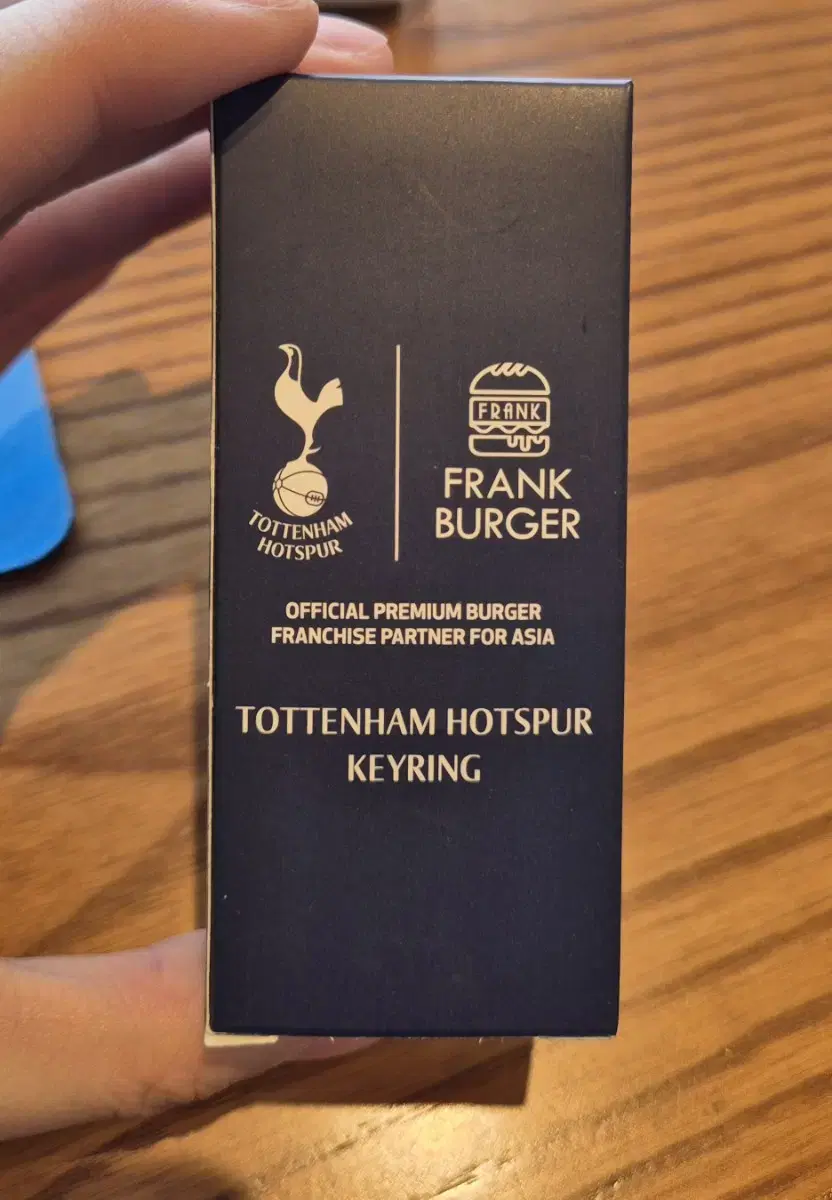 TOTTENHAM
HOTSPUR
FRANK
FRANK
BURGER
OFFICIAL PREMIUM BURGER
FRANCHISE PARTNER FOR ASIA
TOTTENHAM HOTSPUR
KEYRING